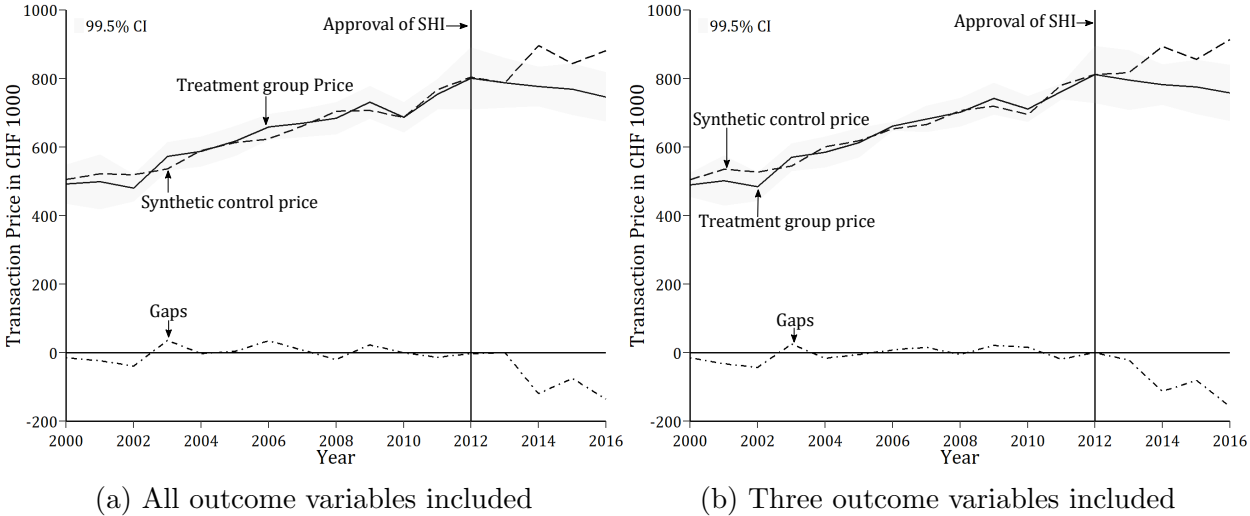 1000
800
600
400
200
0
-200
Transaction Price in CHF 1000
99.5% CI
Approval of SHI
Treatment group Price
Synthetic control price
Gaps
2000 2002 2004 2006 2008 2010 2012 2014 2016
Year
(a) All outcome variables included
1000
800
600
400
200
0
-200
Transaction Price in CHF 1000
99.5% CI
Approval of SHI
Synthetic control price
Treatment group price
Gaps
2000 2002 2004 2006 2008 2010 2012 2014 2016
Year
(b) Three outcome variables included